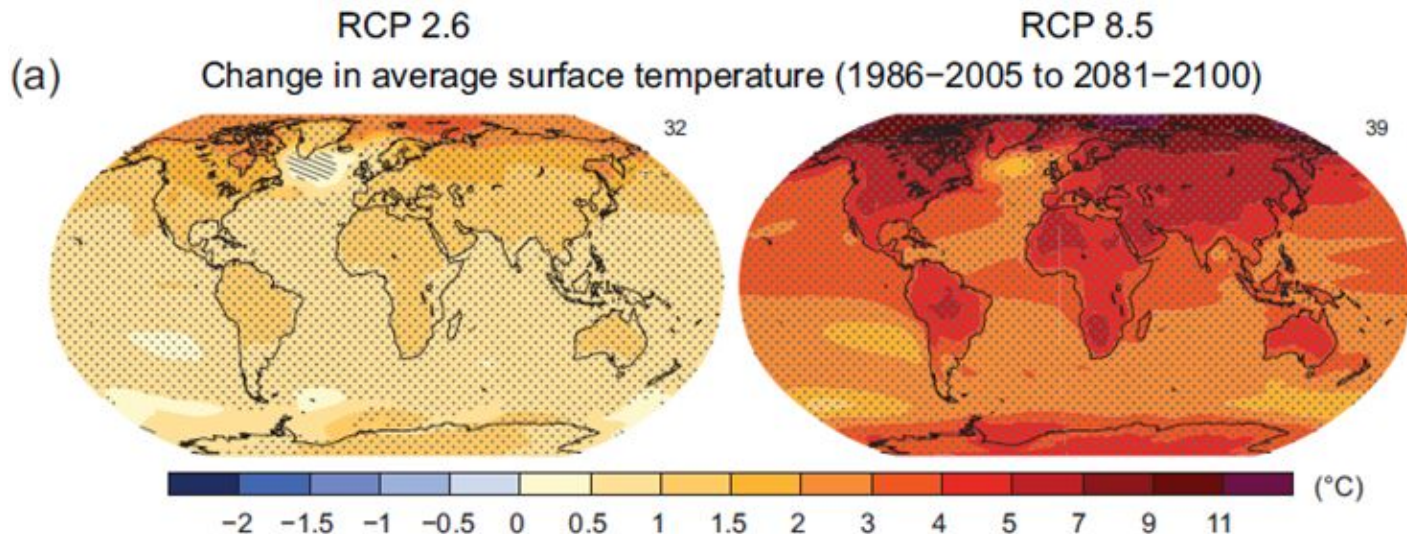 RCP 2.6 RCP 8.5
(a) Change in average surface temperature (1986−2005 to 2081−2100)
32 39
(°C)
−2 −1.5 −1 −0.5 0 0.5 1 1.5 2 3 4 5 7 9 11